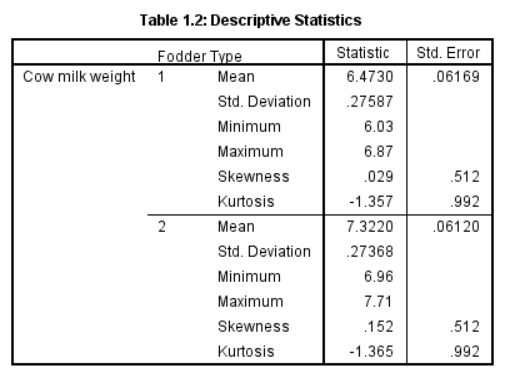 Table 1.2: Descriptive Statistics
Fodder Type Statistic Std. Error
Cow milk weight 1 Mean 6.4730 .06169
Std. Deviation .27587
Minimum 6.03
Maximum 6.87
Skewness .029 .512
Kurtosis -1.357 .992
2 Mean 7.3220 .06120
Std. Deviation .27368
Minimum 6.96
Maximum 7.71
Skewness .152 .512
Kurtosis -1.365 .992